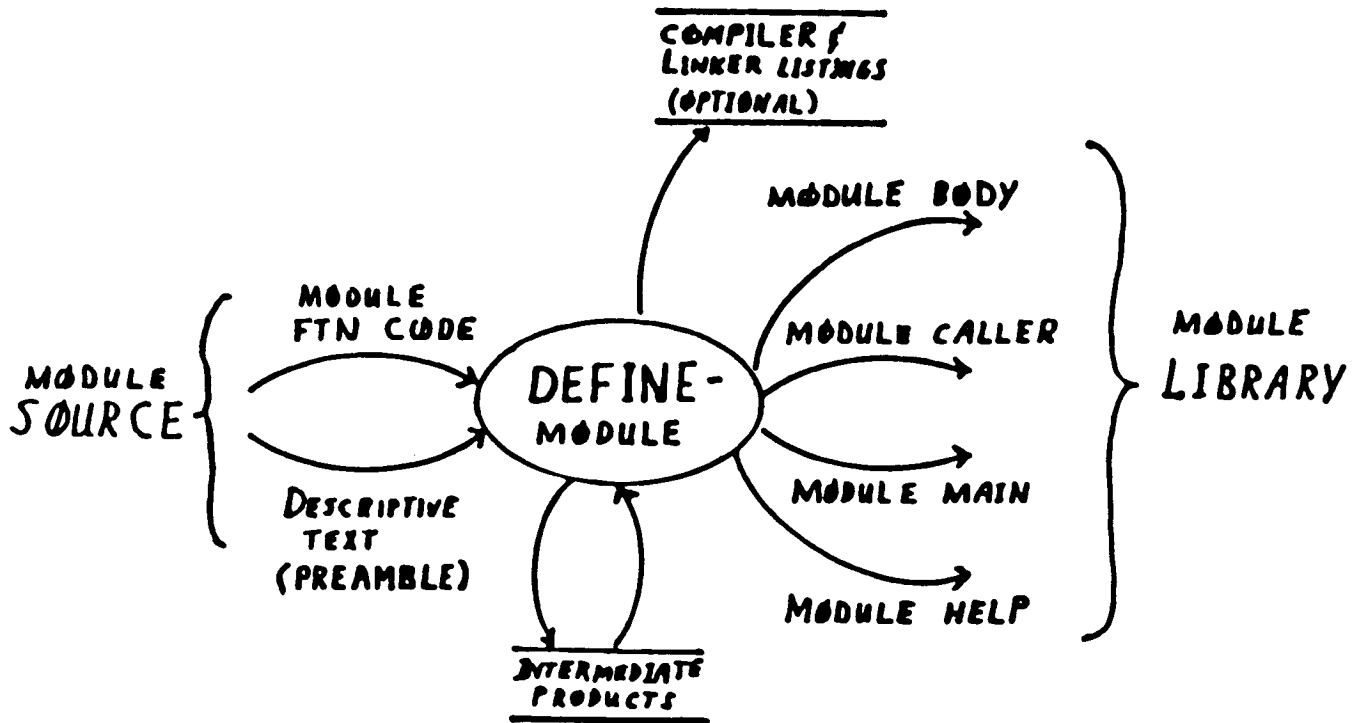 COMPILER &
LINKER LISTINGS
(OPTIONAL)
MODULE BODY
MODULE
FTN CODE
MODULE CALLER
MODULE
LIBRARY
MODULE
SOURCE
DEFINE-
MODULE
DESCRIPTIVE
TEXT
(PREAMBLE)
MODULE MAIN
MODULE HELP
INTERMEDIATE
PRODUCTS